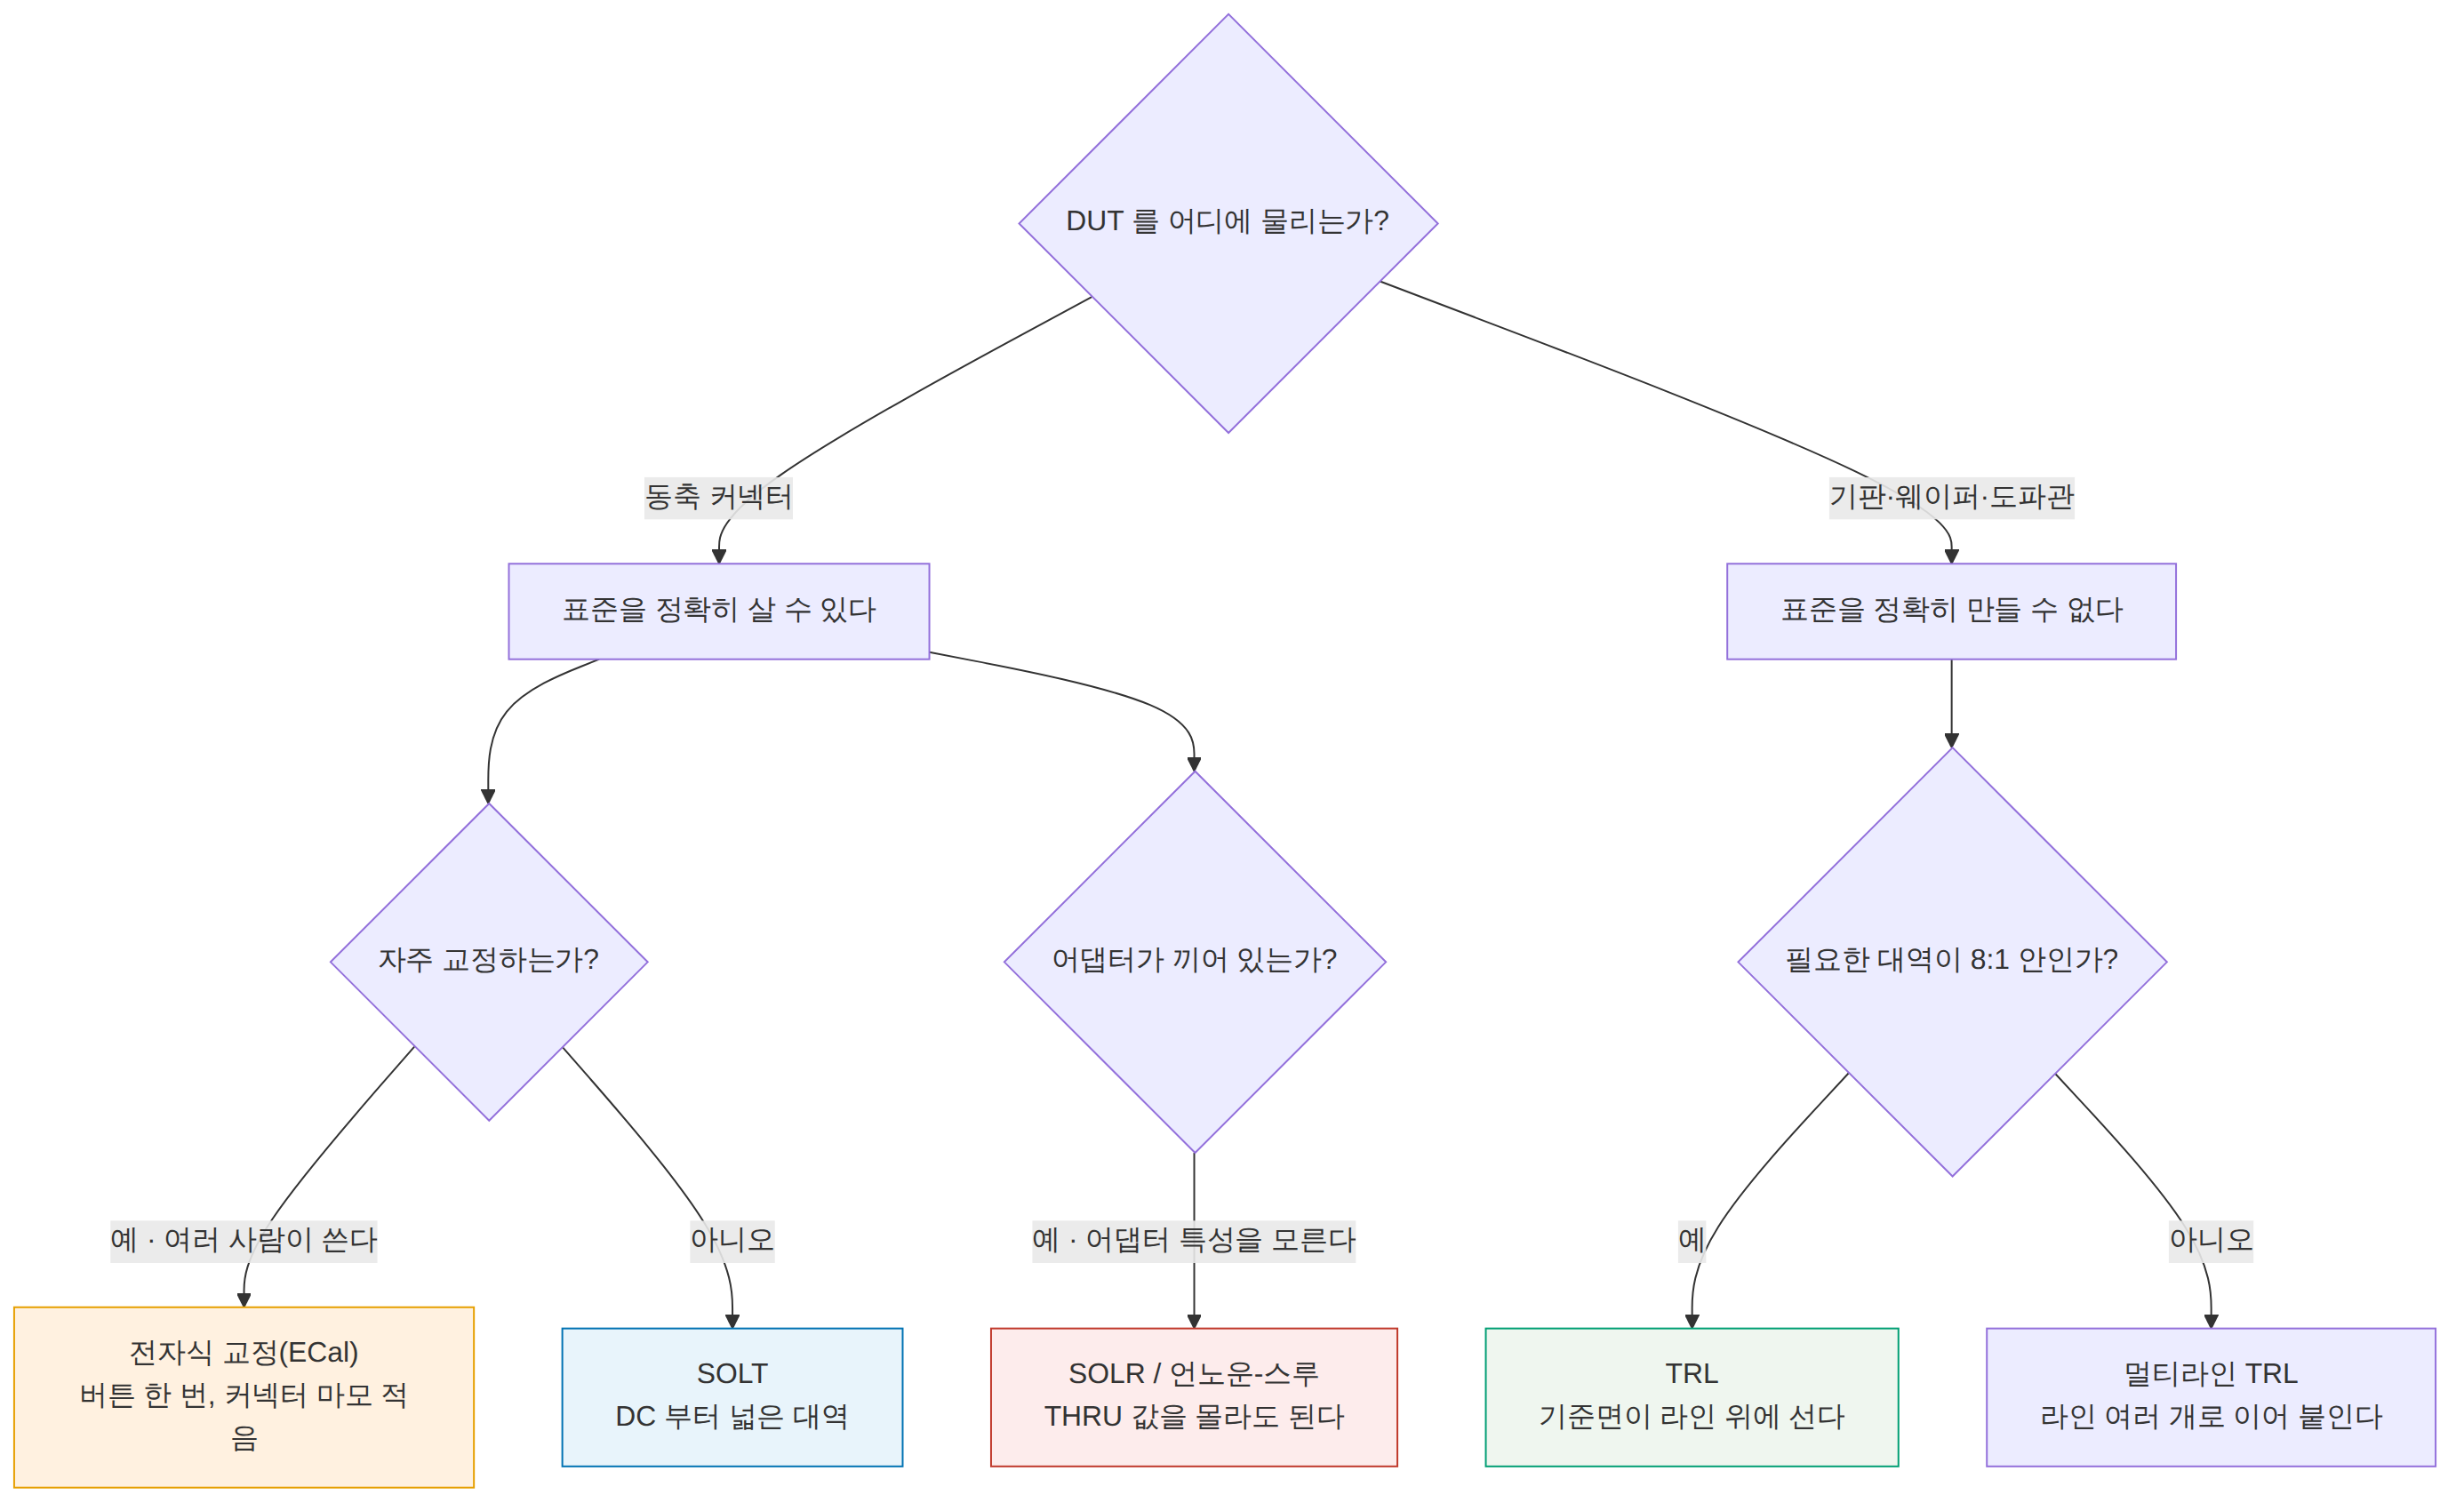 DUT 를 어디에 물리는가?
동축 커넥터
기판·웨이퍼·도파관
표준을 정확히 살 수 있다
표준을 정확히 만들 수 없다
자주 교정하는가?
어댑터가 끼어 있는가?
필요한 대역이 8:1 안인가?
예 · 여러 사람이 쓴다
아니오
예 · 어댑터 특성을 모른다
예
아니오
전자식 교정(ECal)
버튼 한 번, 커넥터 마모 적
음
SOLT
DC 부터 넓은 대역
SOLR / 언노운-스루
THRU 값을 몰라도 된다
TRL
기준면이 라인 위에 선다
멀티라인 TRL
라인 여러 개로 이어 붙인다